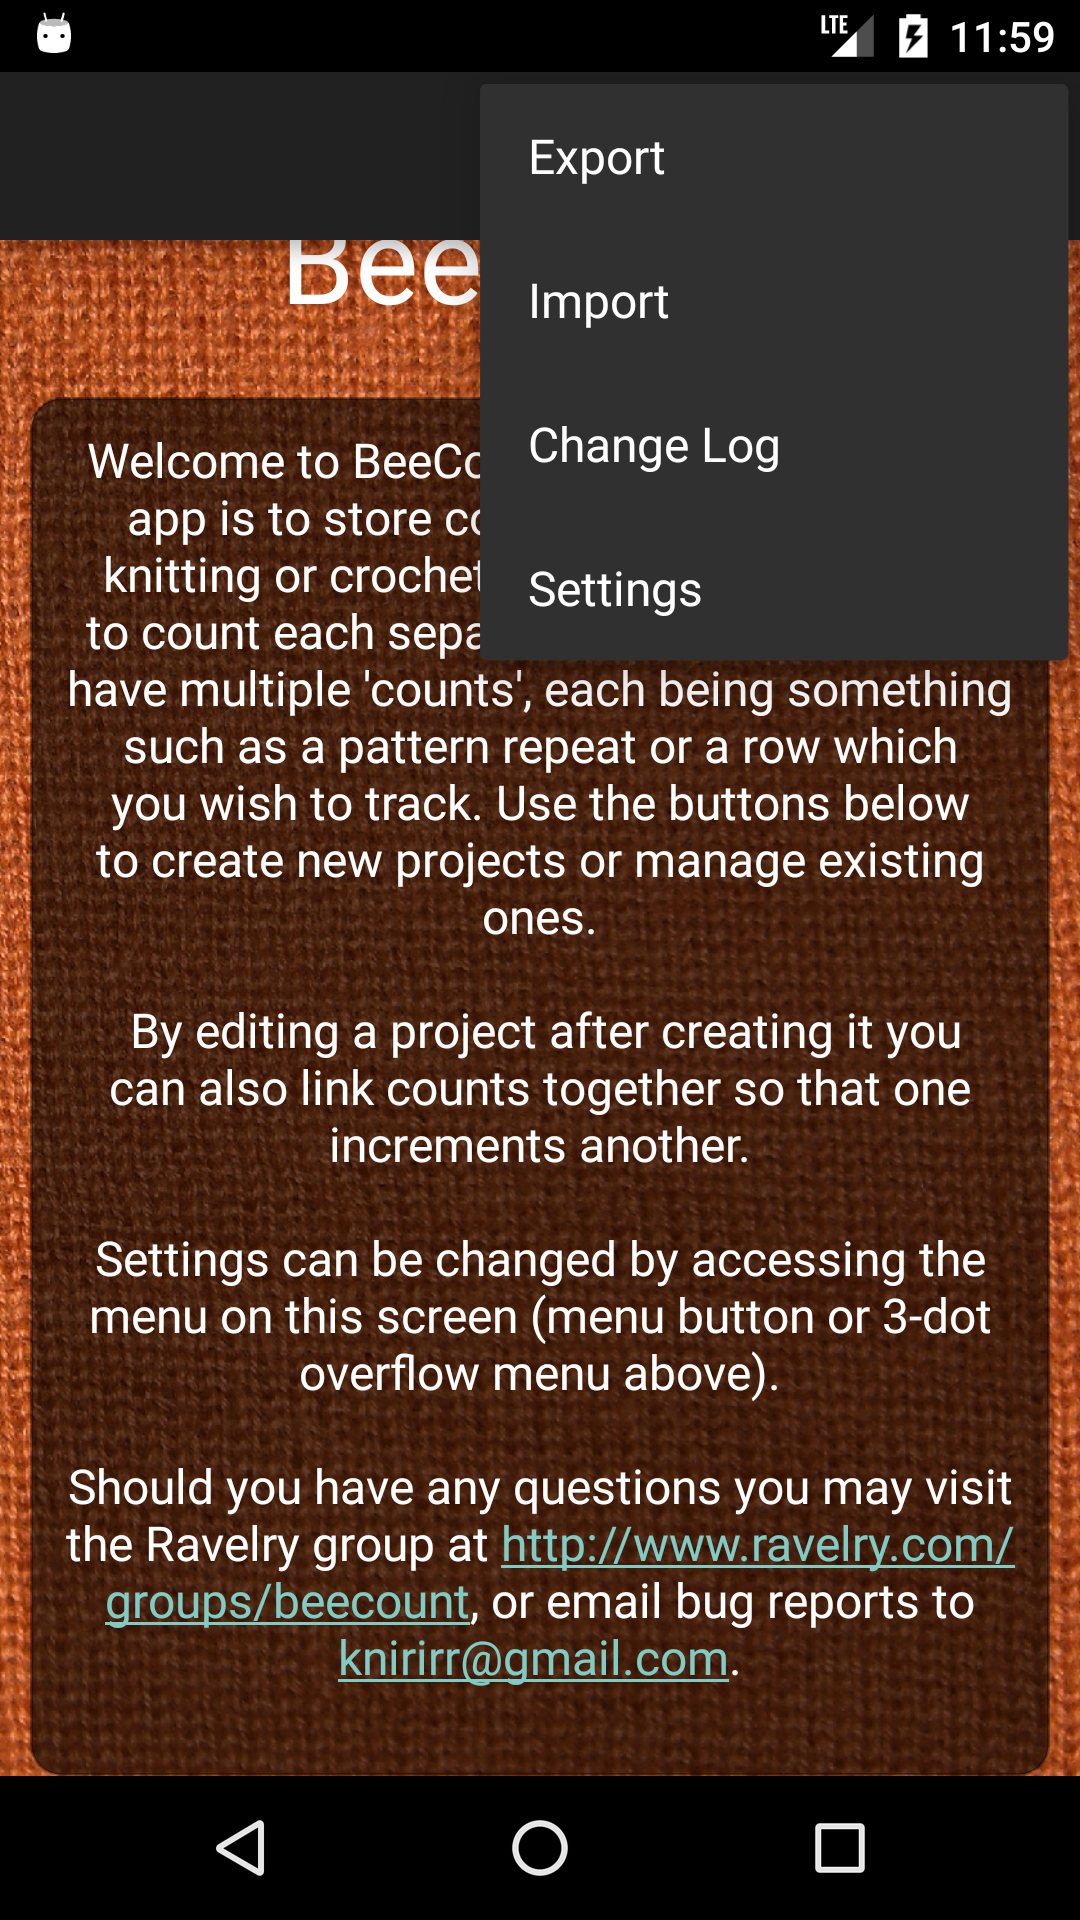 LTE 11:59
Export
Import
Change Log
Settings
Bee
Welcome to BeeCo
app is to store co
knitting or crochet
to count each sepa
have multiple 'counts', each being something
such as a pattern repeat or a row which
you wish to track. Use the buttons below
to create new projects or manage existing
ones.
By editing a project after creating it you
can also link counts together so that one
increments another.
Settings can be changed by accessing the
menu on this screen (menu button or 3-dot
overflow menu above).
Should you have any questions you may visit
the Ravelry group at http://www.ravelry.com/
groups/beecount, or email bug reports to
knirirr@gmail.com.